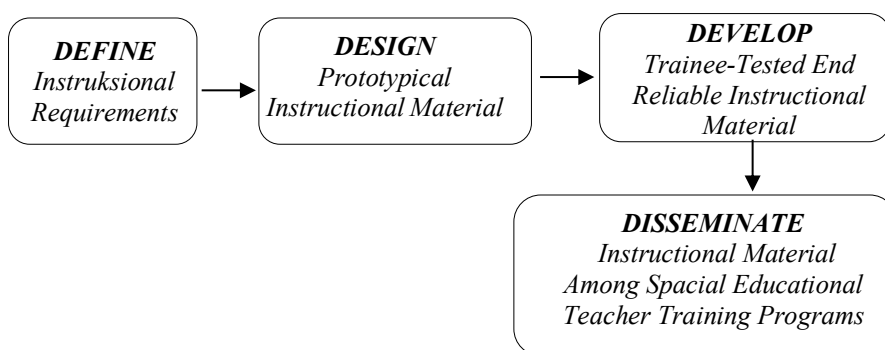 DEFINE
Instruksional
Requirements
DESIGN
Prototypical
Instructional Material
DEVELOP
Trainee-Tested End
Reliable Instructional
Material
DISSEMINATE
Instructional Material
Among Spacial Educational
Teacher Training Programs